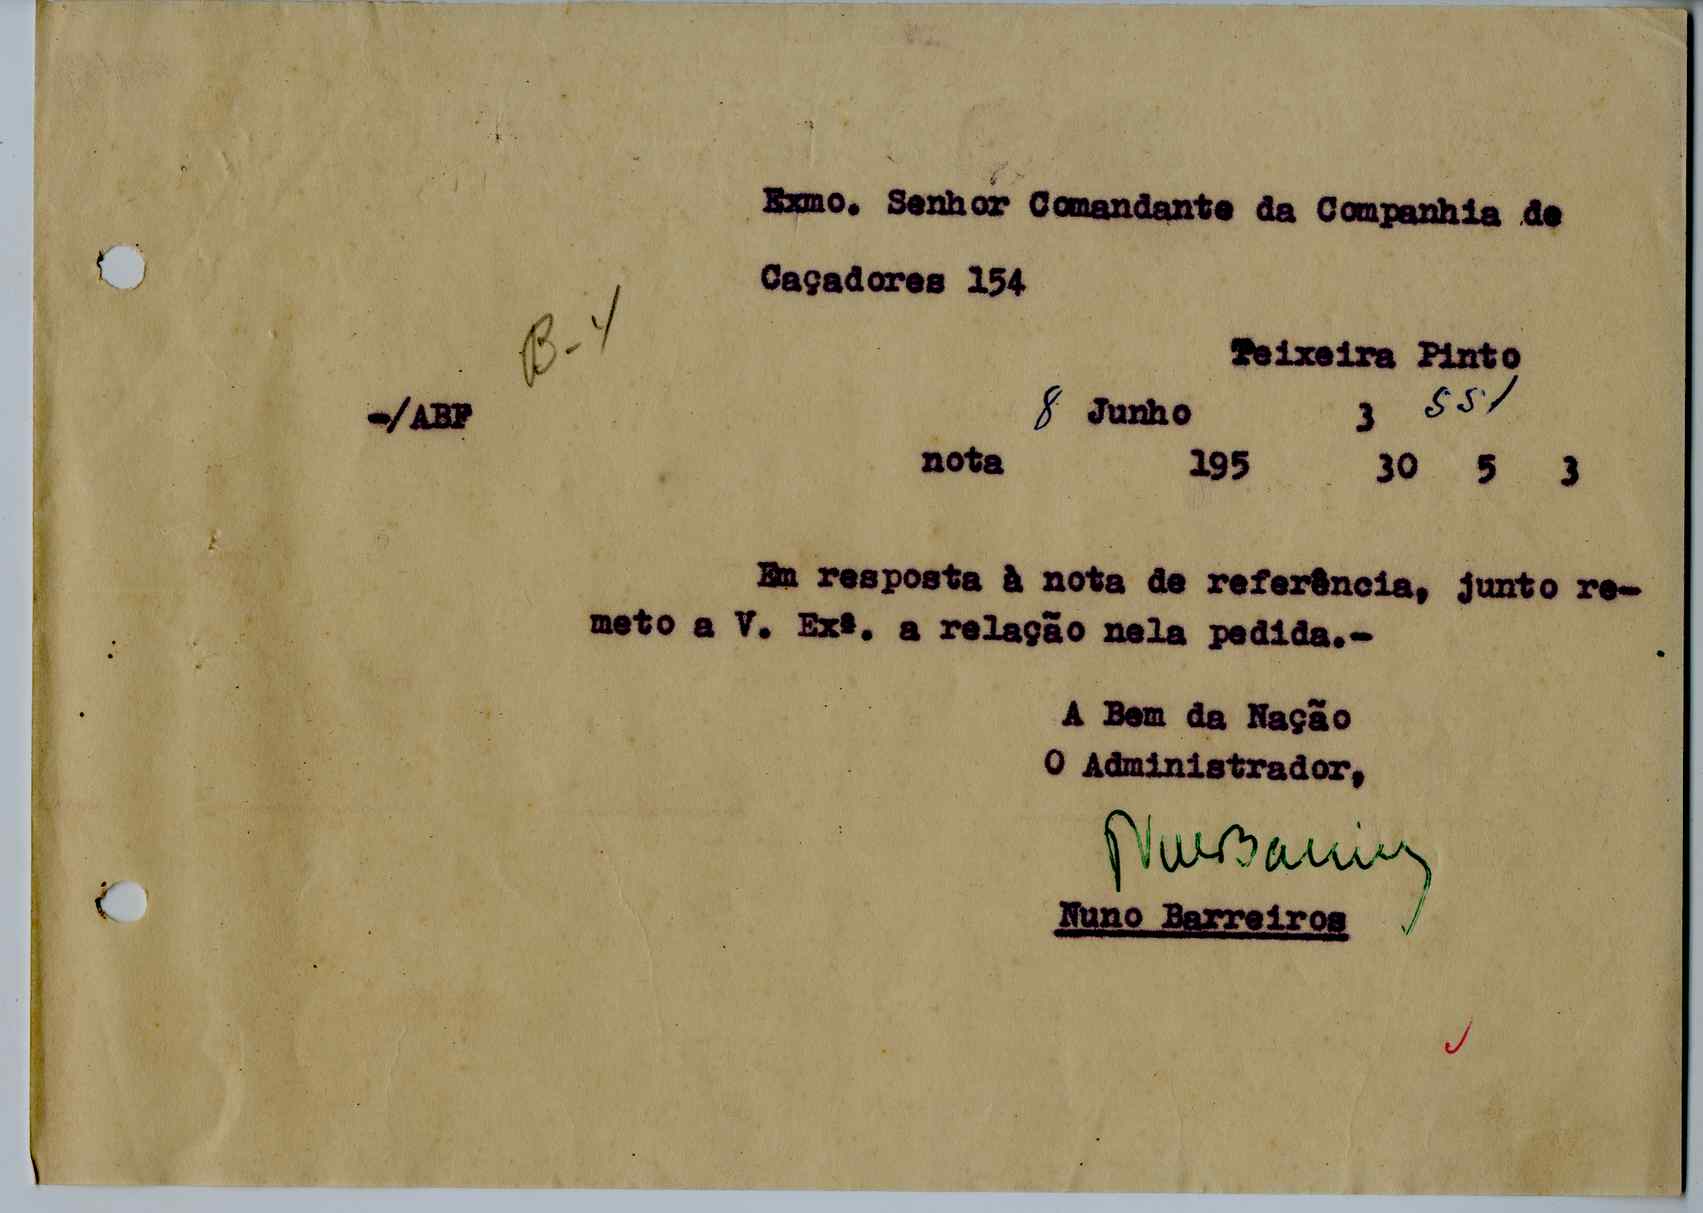 Exmo. Senhor Comandante da Companhia de
Caçadores 154
Teixeira Pinto
B-4
-/ABF
8 Junho 3 551
nota 195 30 5 3
Em resposta à nota de referência, junto re-
meto a V. Exª. a relação nela pedida.-
A Bem da Nação
O Administrador,
Nuno Barreiros